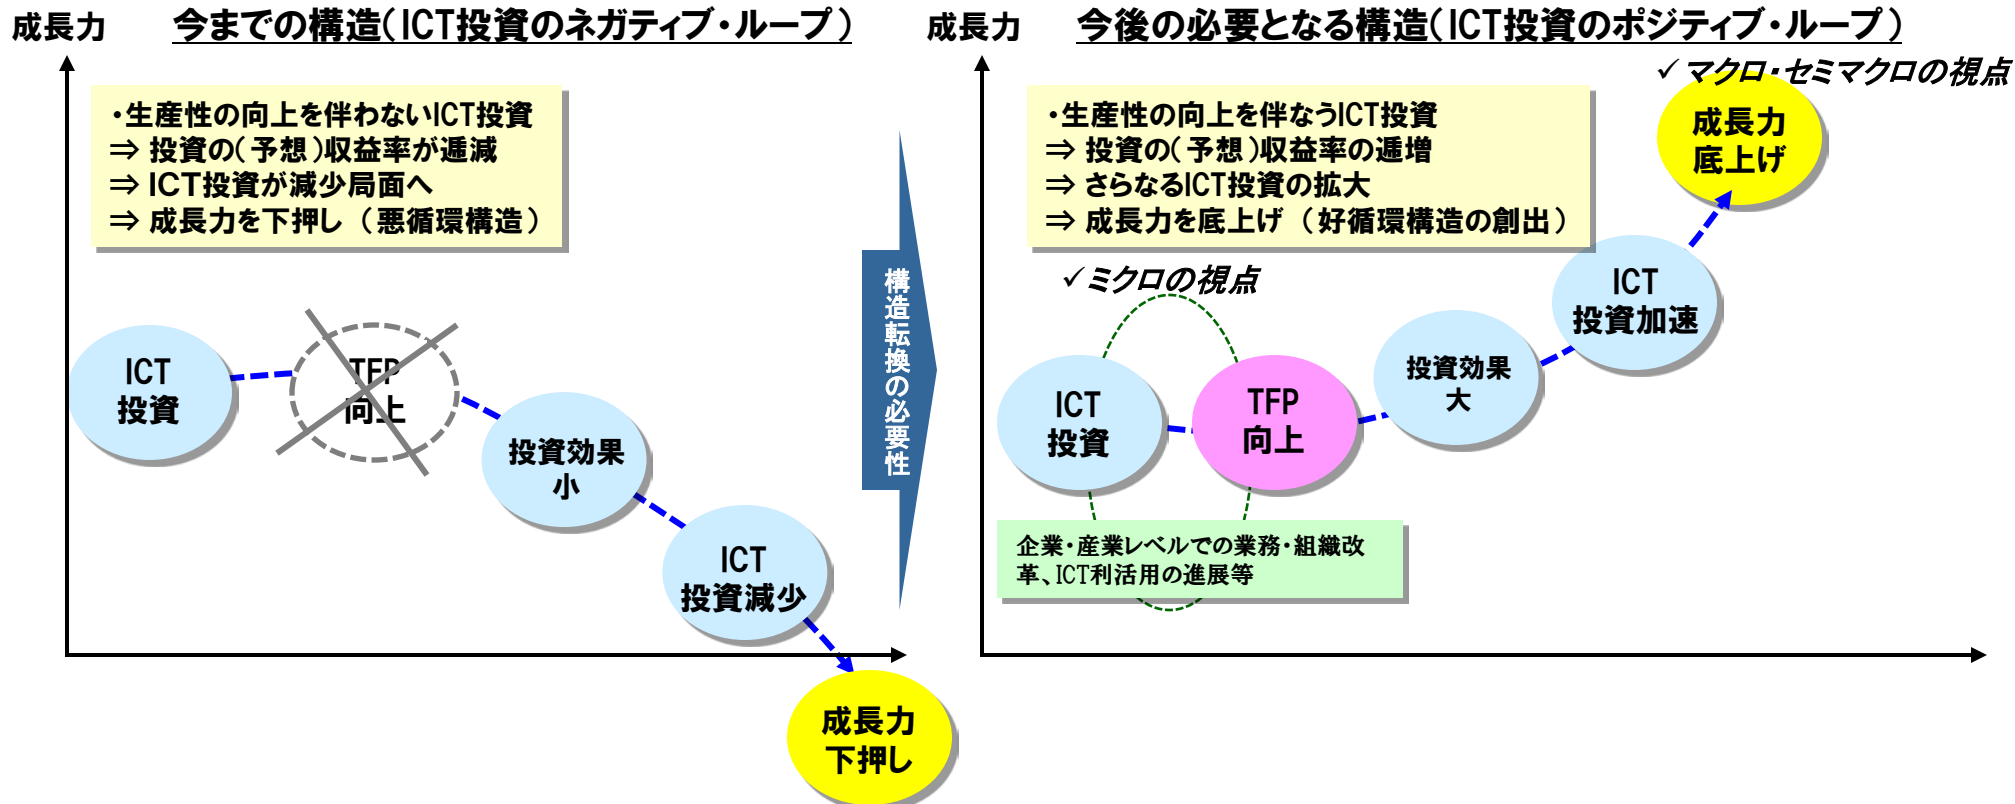 成長力
今までの構造（ICT投資のネガティブ・ループ）
・生産性の向上を伴わないICT投資
⇒ 投資の（予想）収益率が逓減
⇒ ICT投資が減少局面へ
⇒ 成長力を下押し （悪循環構造）
ICT
投資
TFP
向上
投資効果
小
ICT
投資減少
成長力
下押し
構造転換の必要性
成長力
今後の必要となる構造（ICT投資のポジティブ・ループ）
✓マクロ・セミマクロの視点
・生産性の向上を伴なうICT投資
⇒ 投資の（予想）収益率の逓増
⇒ さらなるICT投資の拡大
⇒ 成長力を底上げ （好循環構造の創出）
成長力
底上げ
✓ミクロの視点
ICT
投資
TFP
向上
投資効果
大
ICT
投資加速
企業・産業レベルでの業務・組織改
革、ICT利活用の進展等